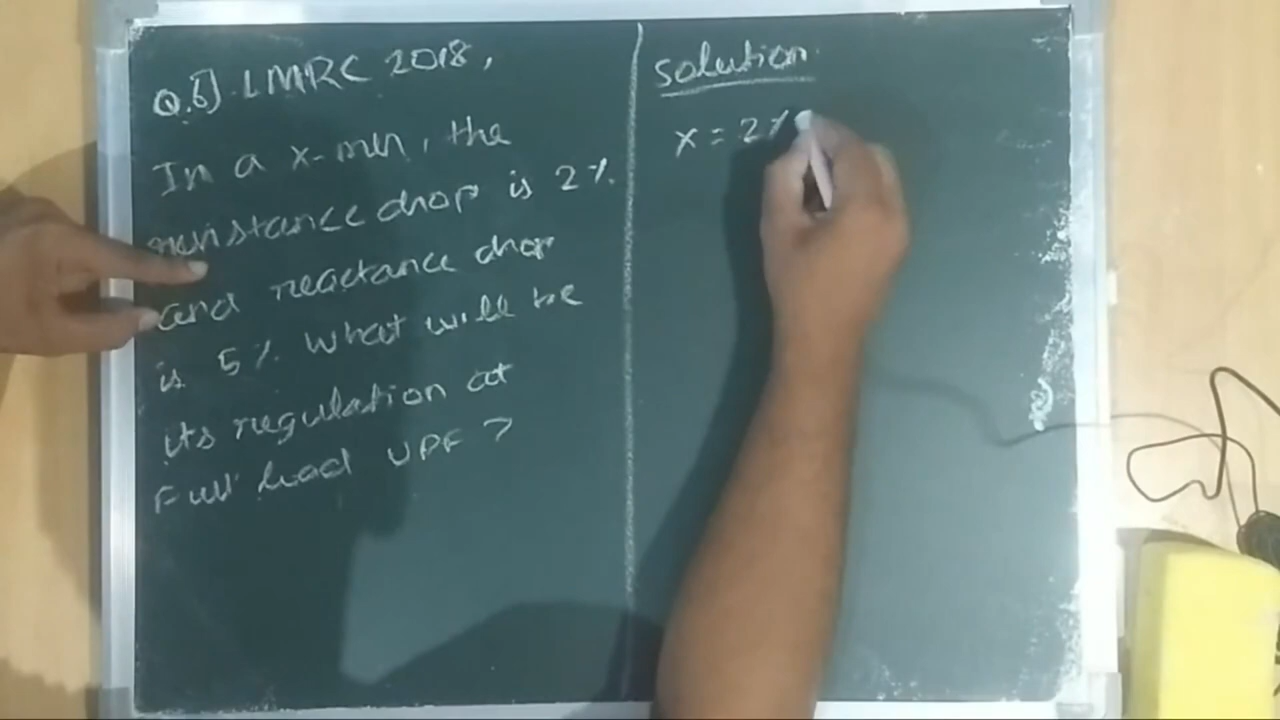 Q.6] LMRC 2018,
In a x-mer, the
resistance drop is 2%.
and reactance drop
is 5%. What will be
its regulation at
Full load UPF ?
Solution
x = 2%